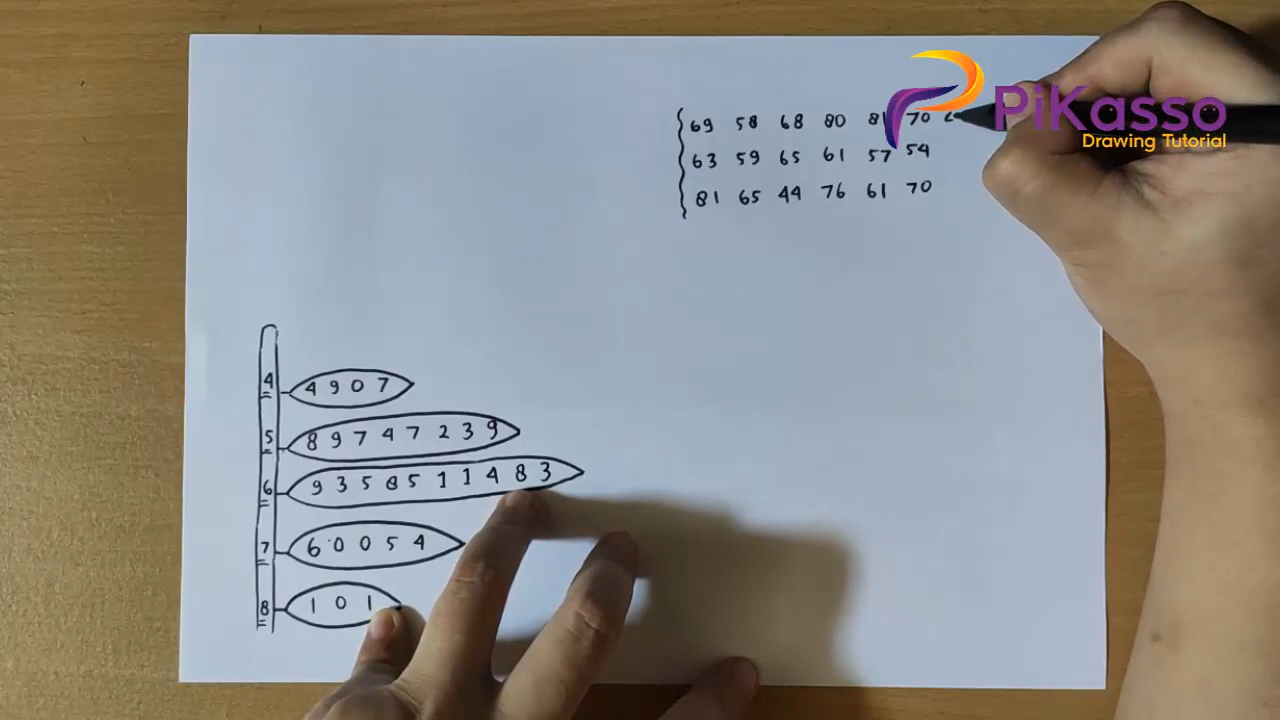 69 58 68 80 81 70
63 59 65 61 57 54
81 65 44 76 61 70
PiKasso
Drawing Tutorial
4 4 9 0 7
5 8 9 7 4 7 2 3 9
6 9 3 5 8 5 1 1 4 8 3
7 6 0 0 5 4
8 1 0 1